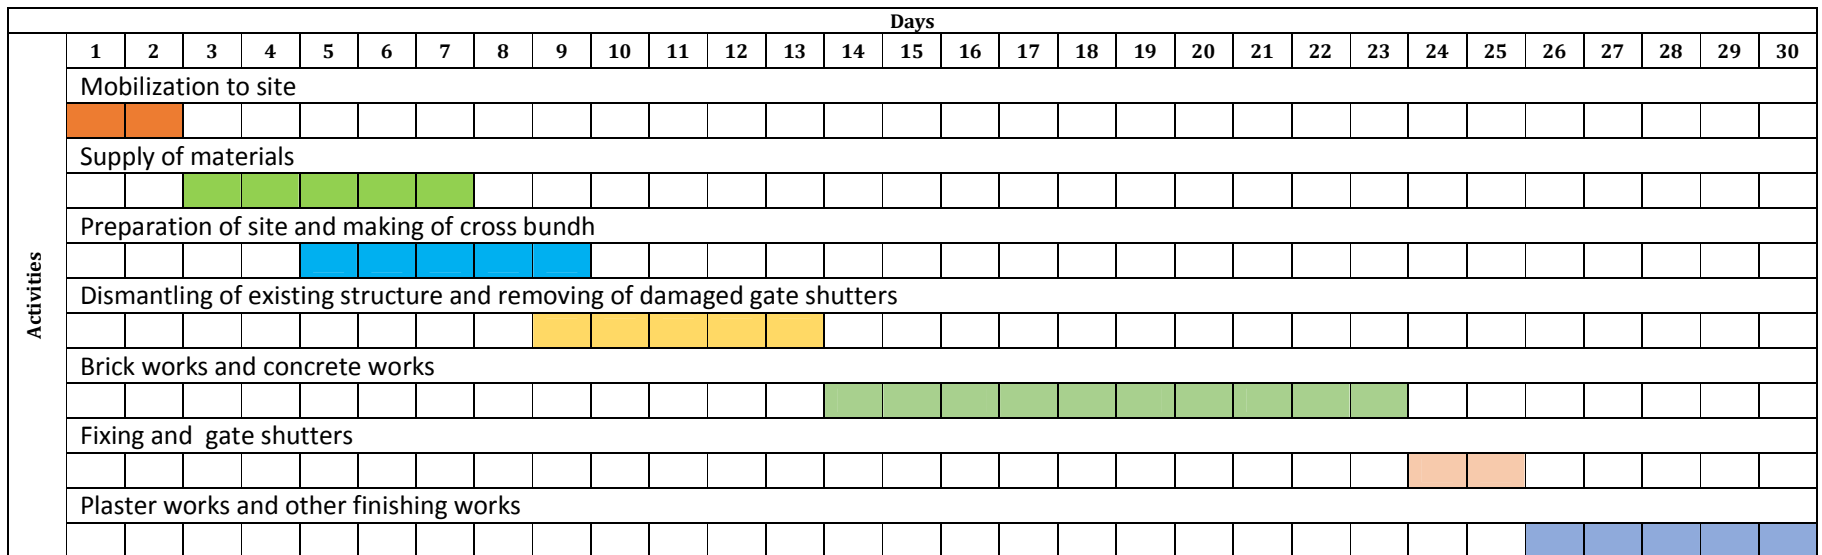 Days
1 2 3 4 5 6 7 8 9 10 11 12 13 14 15 16 17 18 19 20 21 22 23 24 25 26 27 28 29 30
Activities
Mobilization to site
Supply of materials
Preparation of site and making of cross bundh
Dismantling of existing structure and removing of damaged gate shutters
Brick works and concrete works
Fixing and  gate shutters
Plaster works and other finishing works